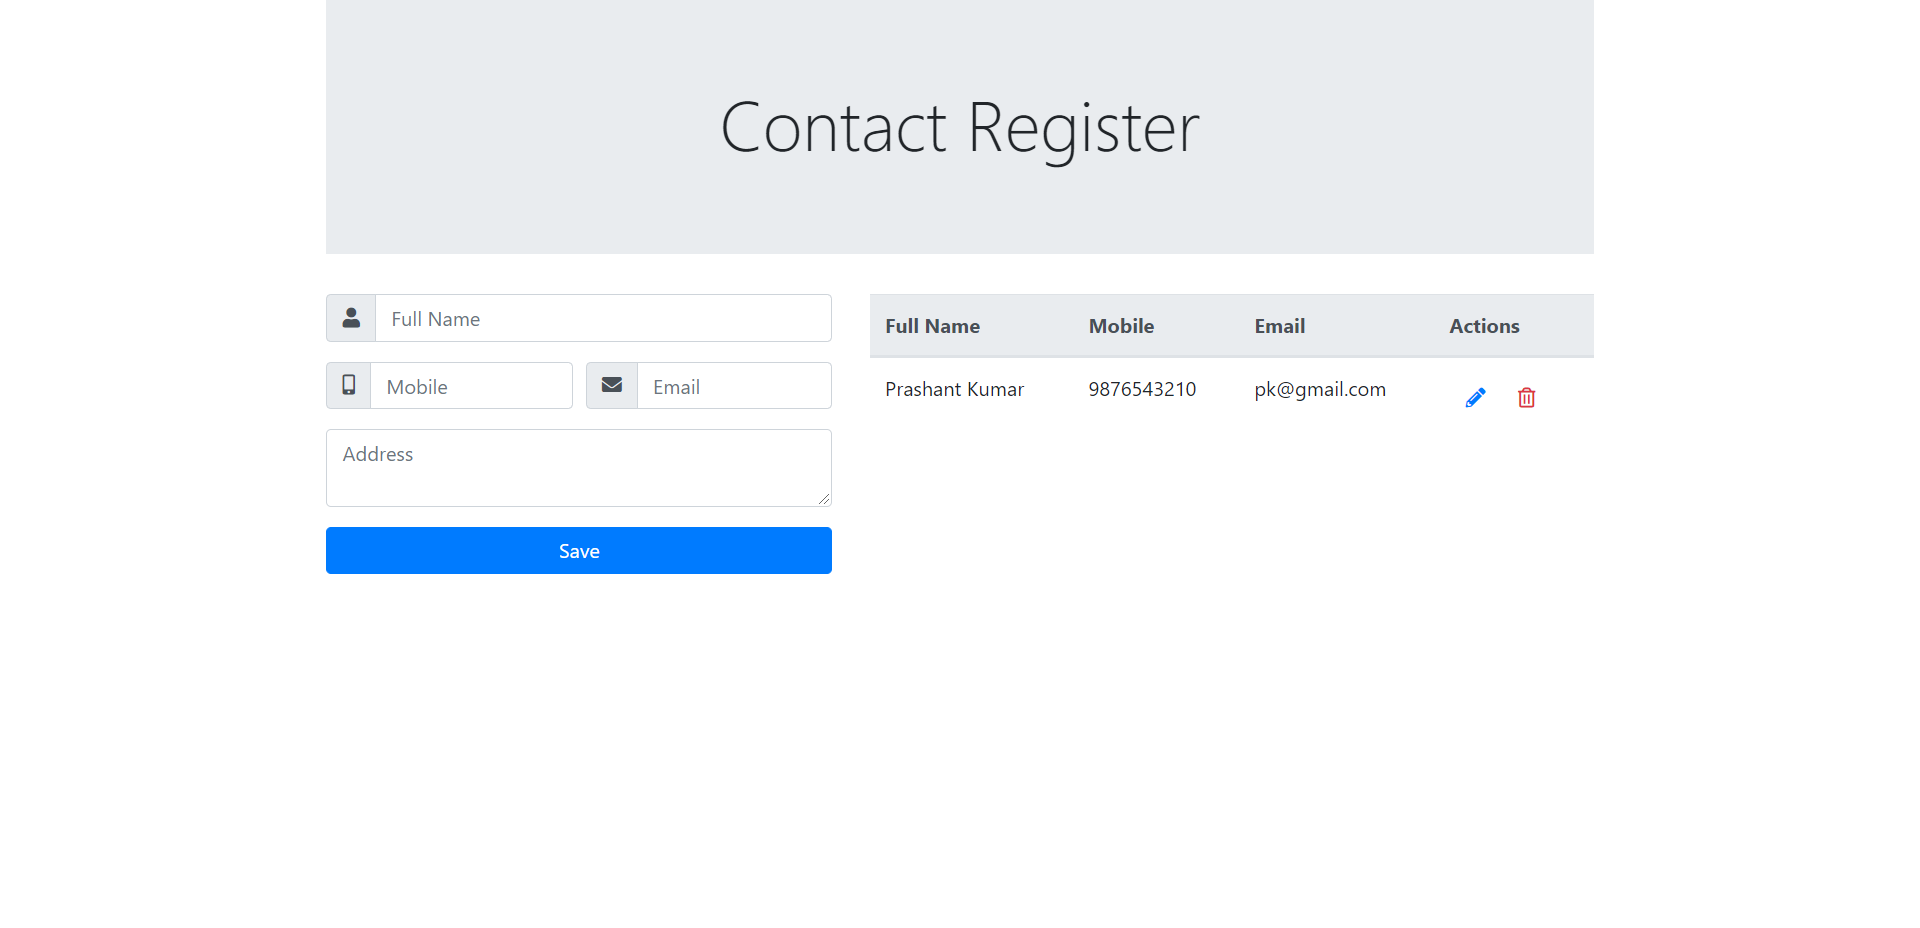 Contact Register
Full Name
Mobile Email
Address
Save
Full Name Mobile Email Actions
Prashant Kumar 9876543210 pk@gmail.com